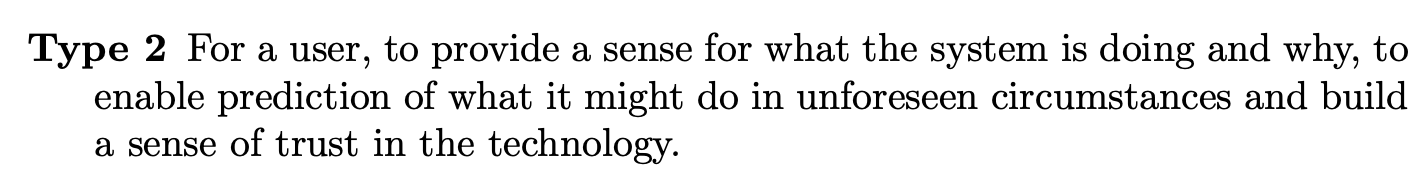 Type 2 For a user, to provide a sense for what the system is doing and why, to
enable prediction of what it might do in unforeseen circumstances and build
a sense of trust in the technology.